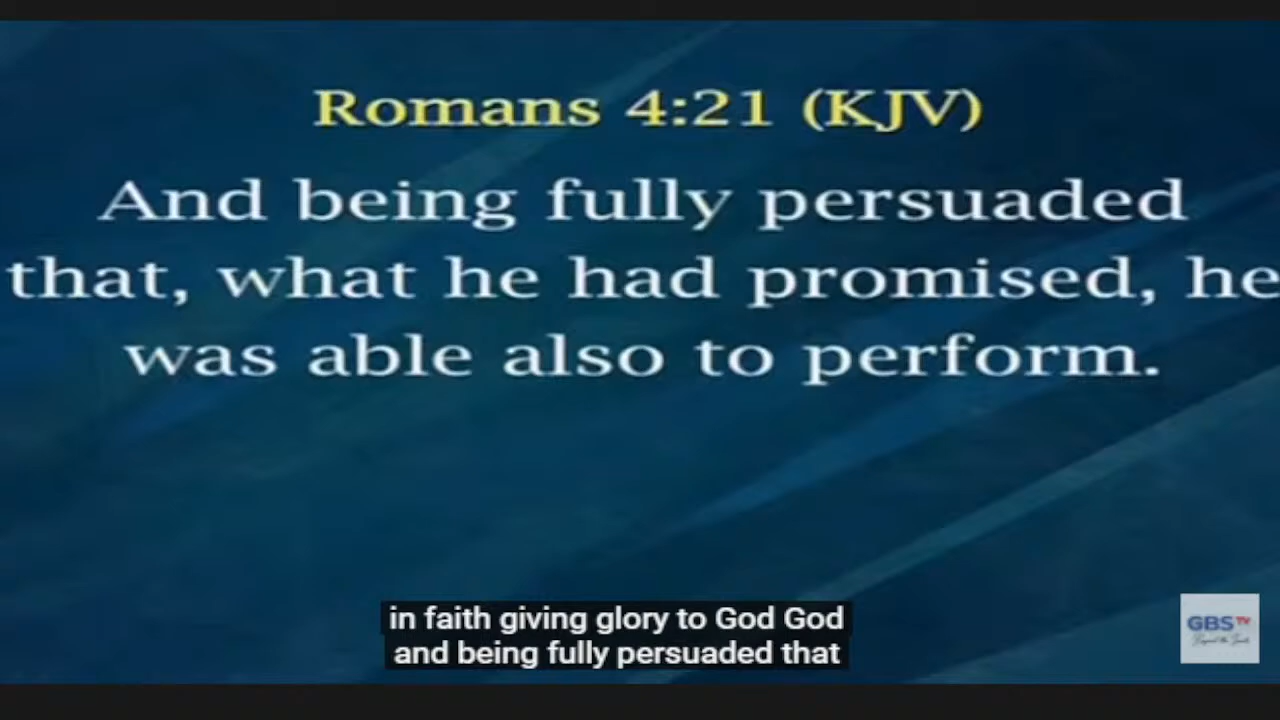 Romans 4:21 (KJV)
And being fully persuaded
that, what he had promised, he
was able also to perform.
in faith giving glory to God God
and being fully persuaded that
GBS TV